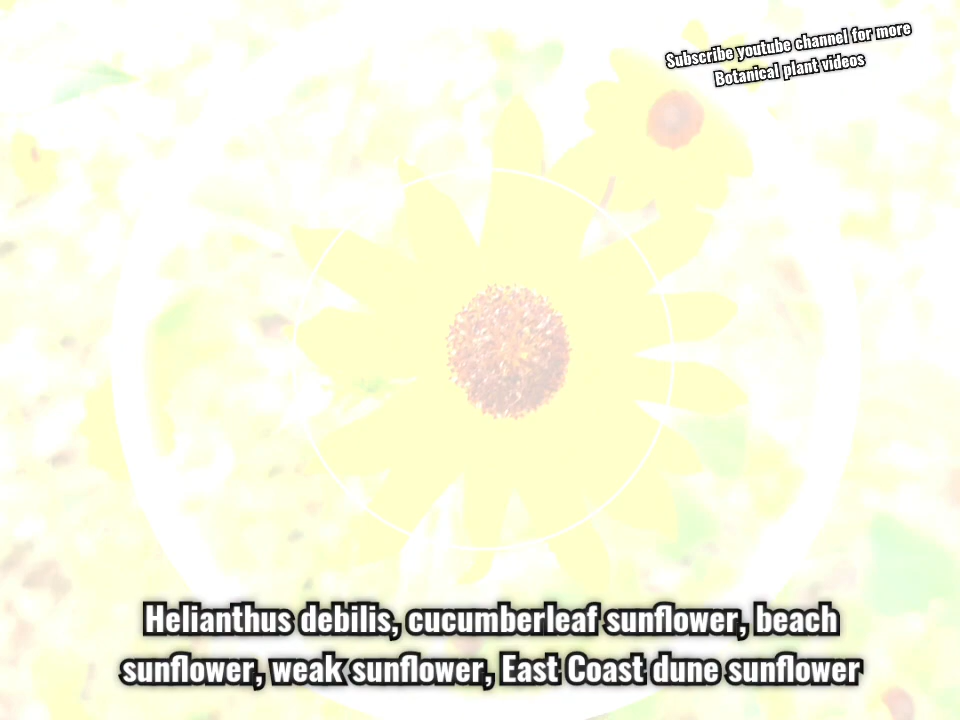 Subscribe youtube channel for more
Botanical plant videos
Helianthus debilis, cucumberleaf sunflower, beach
sunflower, weak sunflower, East Coast dune sunflower